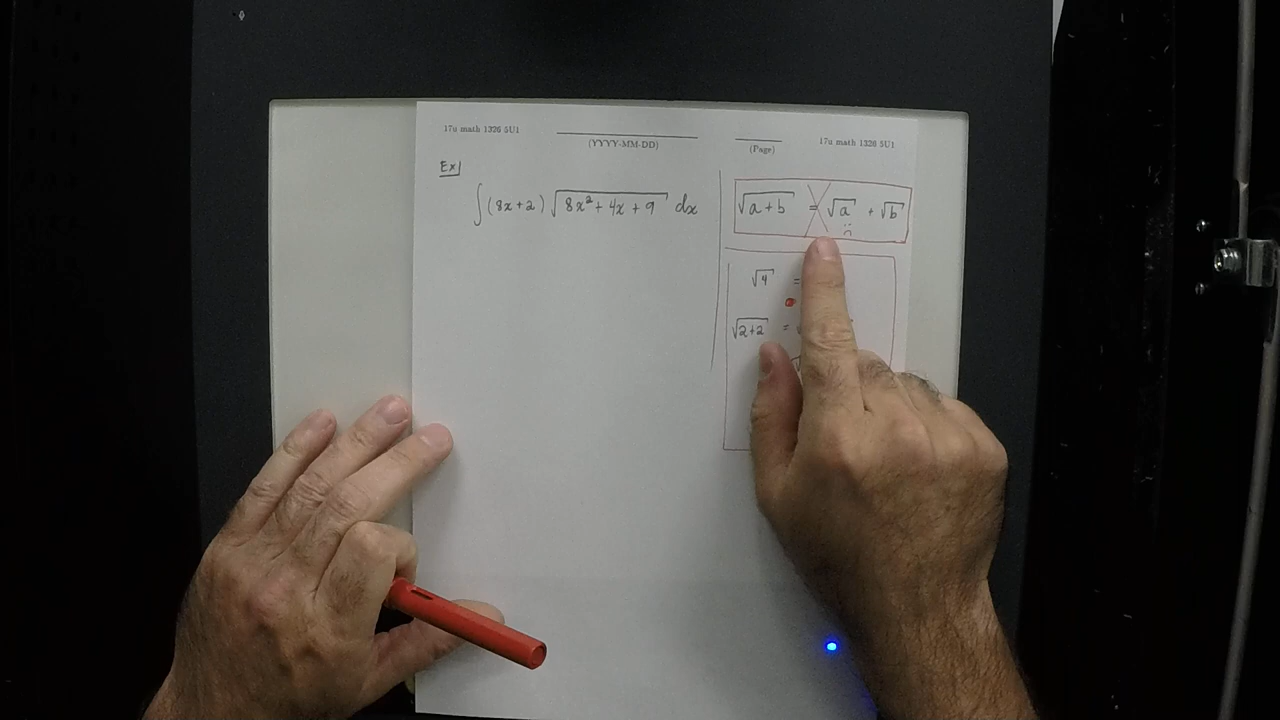 17u math 1326 5U1
(YYYY-MM-DD)
(Page)
17u math 1326 5U1
Ex1
∫(8x+2)√(8x²+4x+9) dx
√(a+b) = √a + √b
√4 =
√(2+2) =